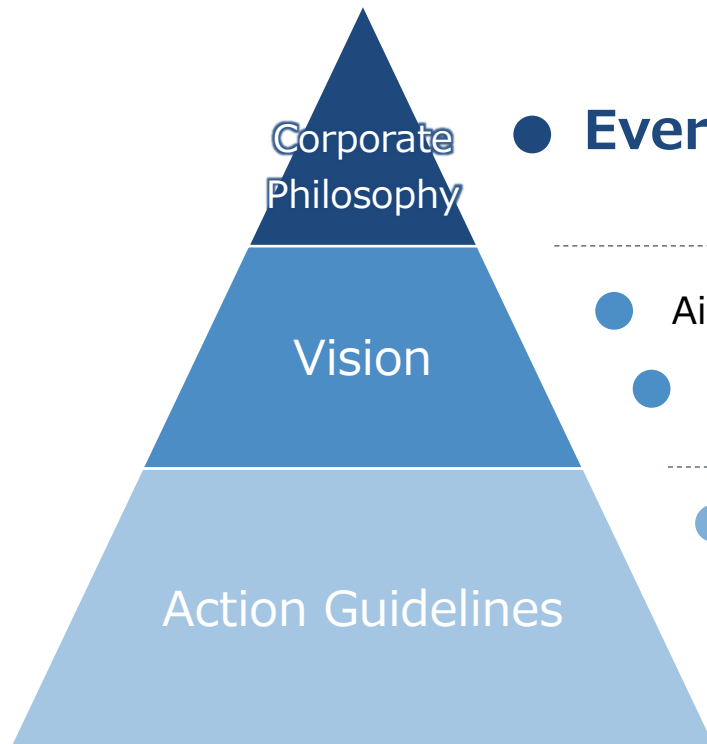 Corporate
Philosophy
Ever
Vision
Ai
Action Guidelines